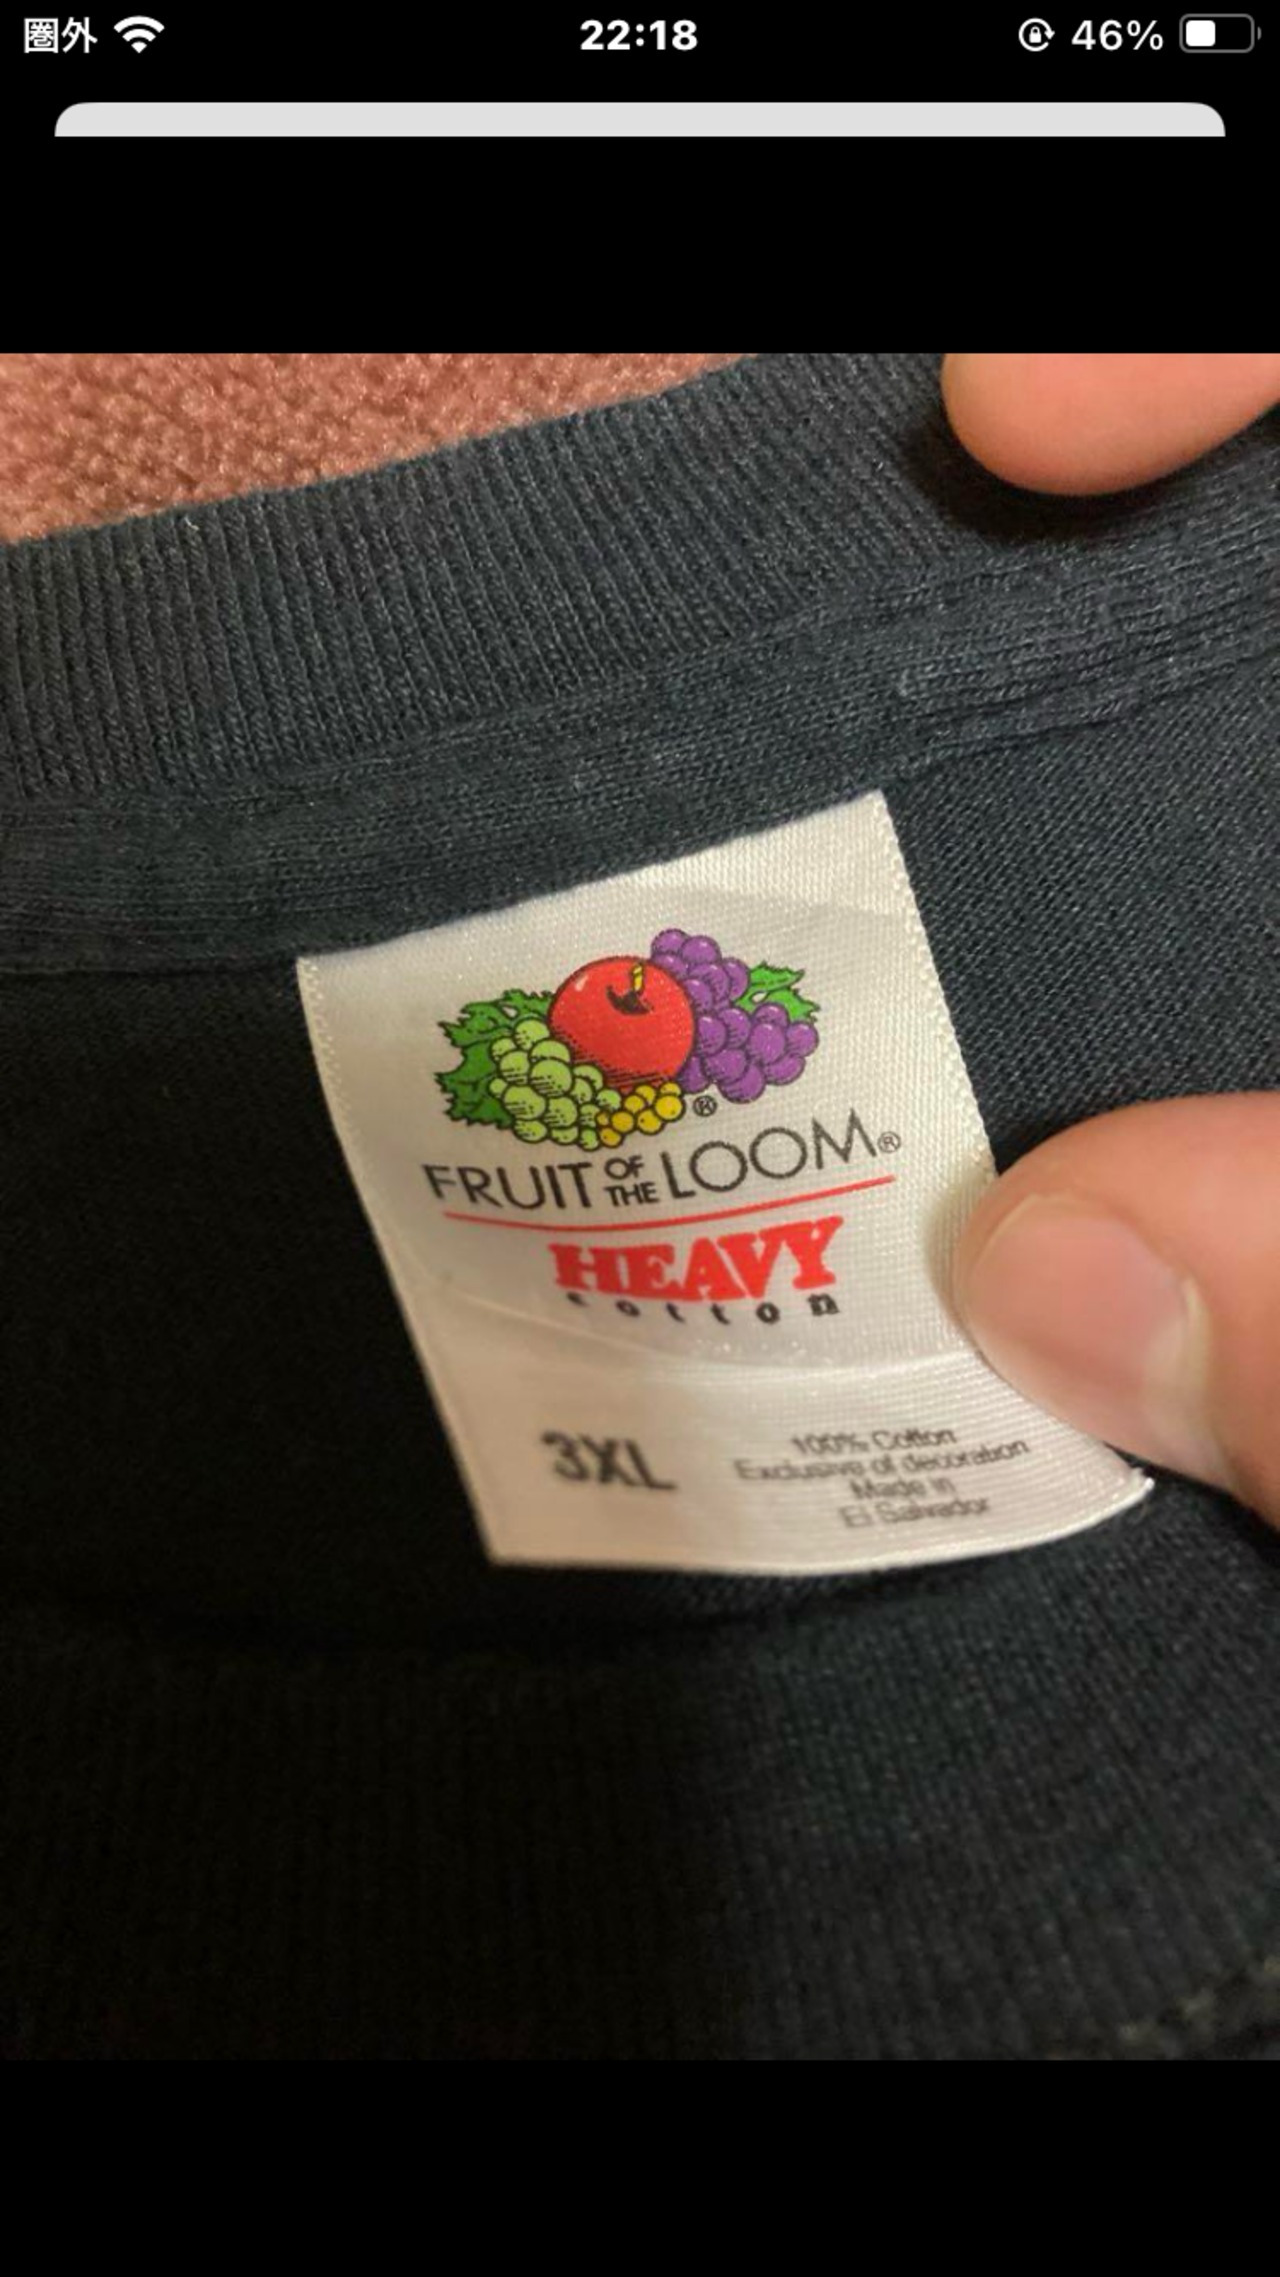 圏外 22:18 46%
FRUIT OF THE LOOM®
HEAVY
cotton
3XL
100% Cotton
Exclusive of decoration
Made in
El Salvador